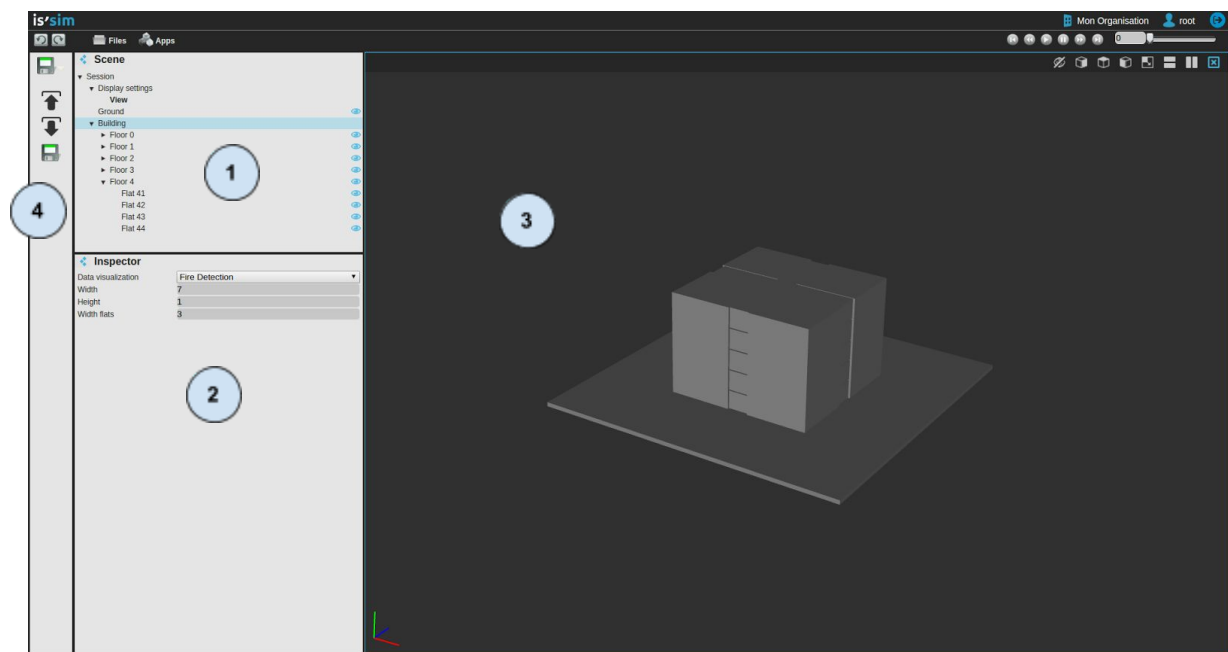 is'sim
Mon Organisation root
Files Apps 0
Scene
Session
Display settings
View
Ground
Building
Floor 0
Floor 1
Floor 2
Floor 3
Floor 4
Flat 41
Flat 42
Flat 43
Flat 44
1
4
3
Inspector
Data visualization Fire Detection
Width 7
Height 1
Width flats 3
2